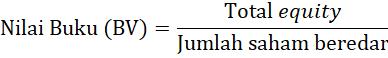 Nilai Buku (BV) = Total equity / Jumlah saham beredar